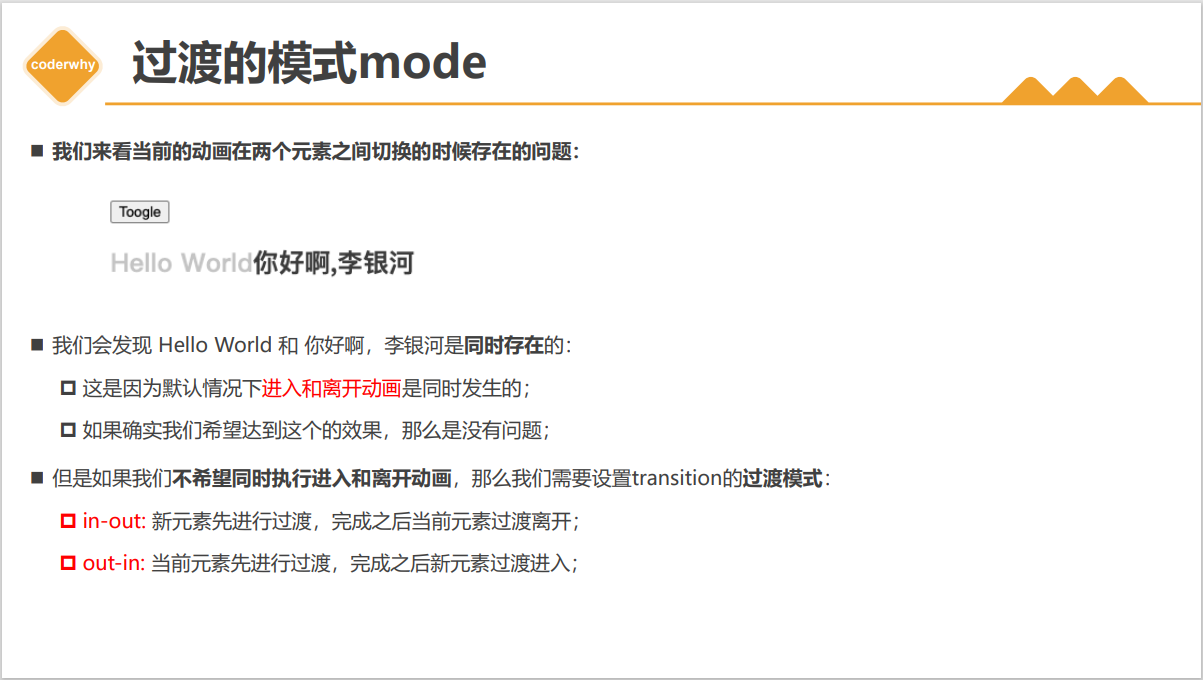 coderwhy
过渡的模式mode
我们来看当前的动画在两个元素之间切换的时候存在的问题：
Toogle
Hello World你好啊,李银河
我们会发现 Hello World 和 你好啊，李银河是同时存在的：
这是因为默认情况下进入和离开动画是同时发生的；
如果确实我们希望达到这个的效果，那么是没有问题；
但是如果我们不希望同时执行进入和离开动画，那么我们需要设置transition的过渡模式：
in-out: 新元素先进行过渡，完成之后当前元素过渡离开；
out-in: 当前元素先进行过渡，完成之后新元素过渡进入；